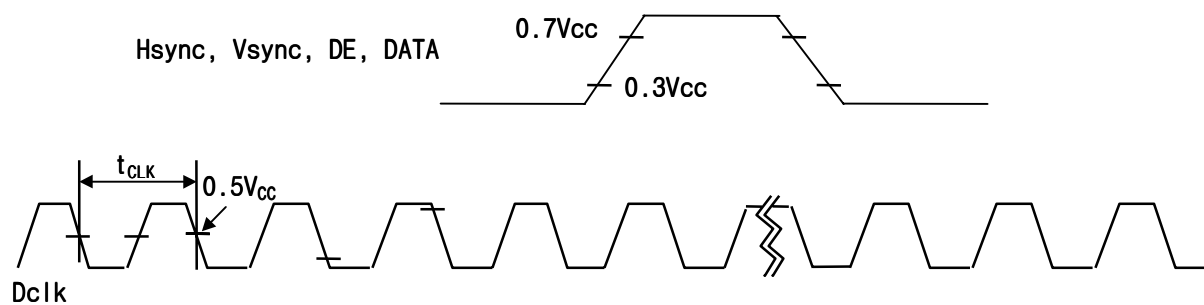 0.7Vcc
Hsync, Vsync, DE, DATA
0.3Vcc
tCLK
0.5VCC
Dclk